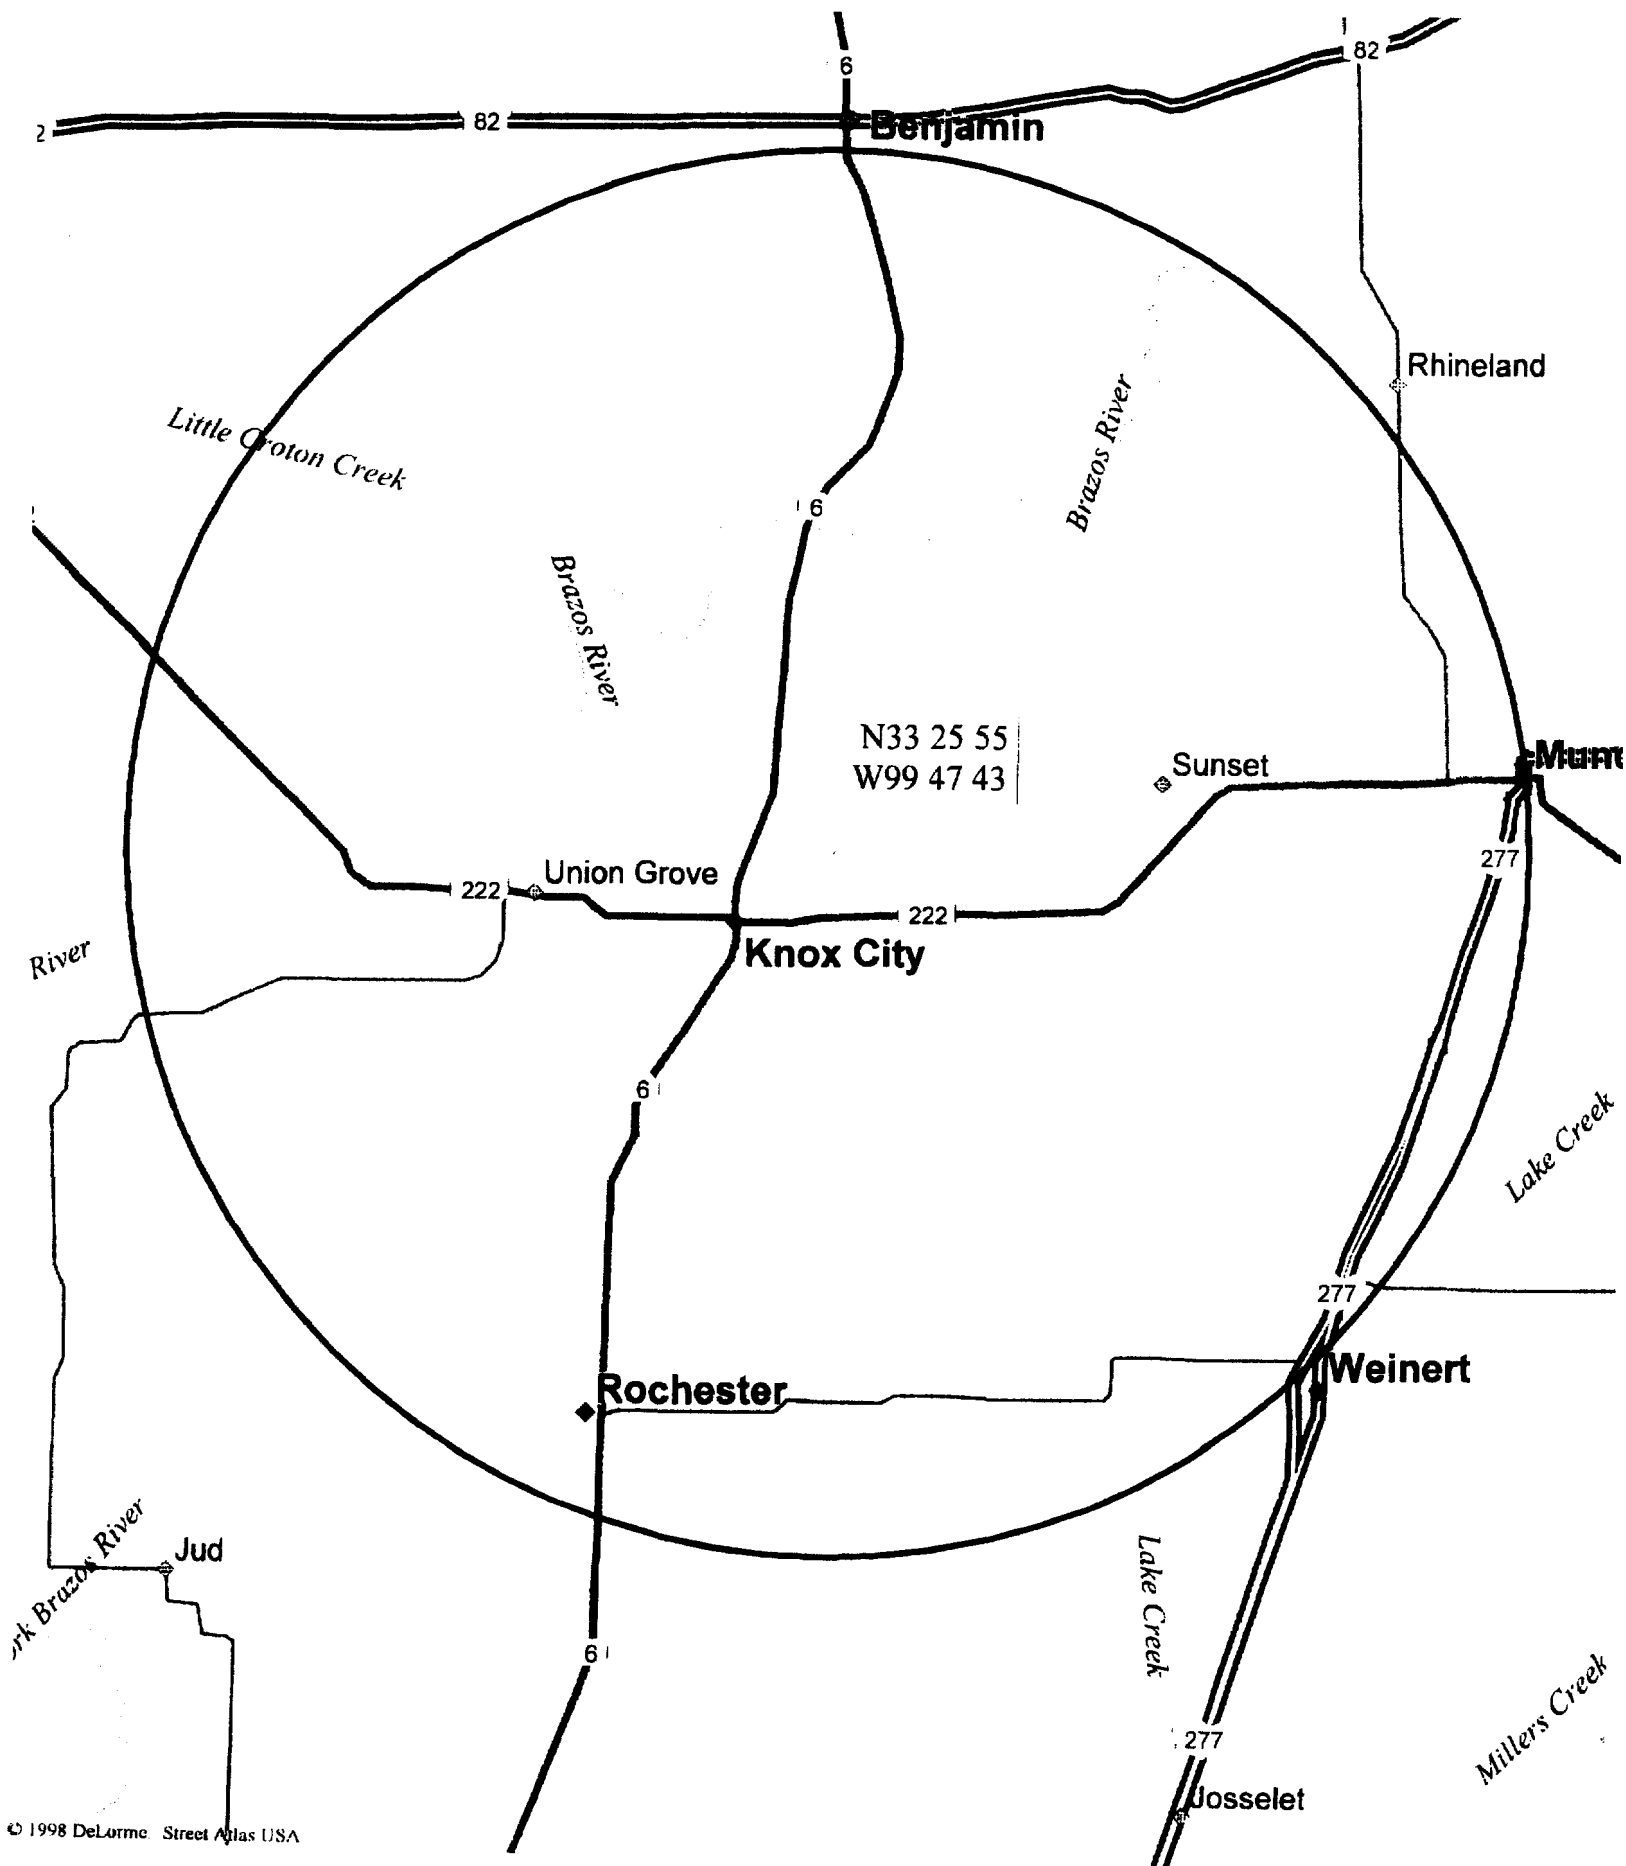 6
82
82
2
Benjamin
Rhineland
Little Croton Creek
Brazos River
6
Brazos River
N33 25 55
W99 47 43
Sunset
277
Union Grove
222
222
Knox City
River
6
Lake Creek
277
Weinert
Rochester
Brazos River
Jud
Lake Creek
6
Millers Creek
277
Josselet
© 1998 DeLorme. Street Atlas USA